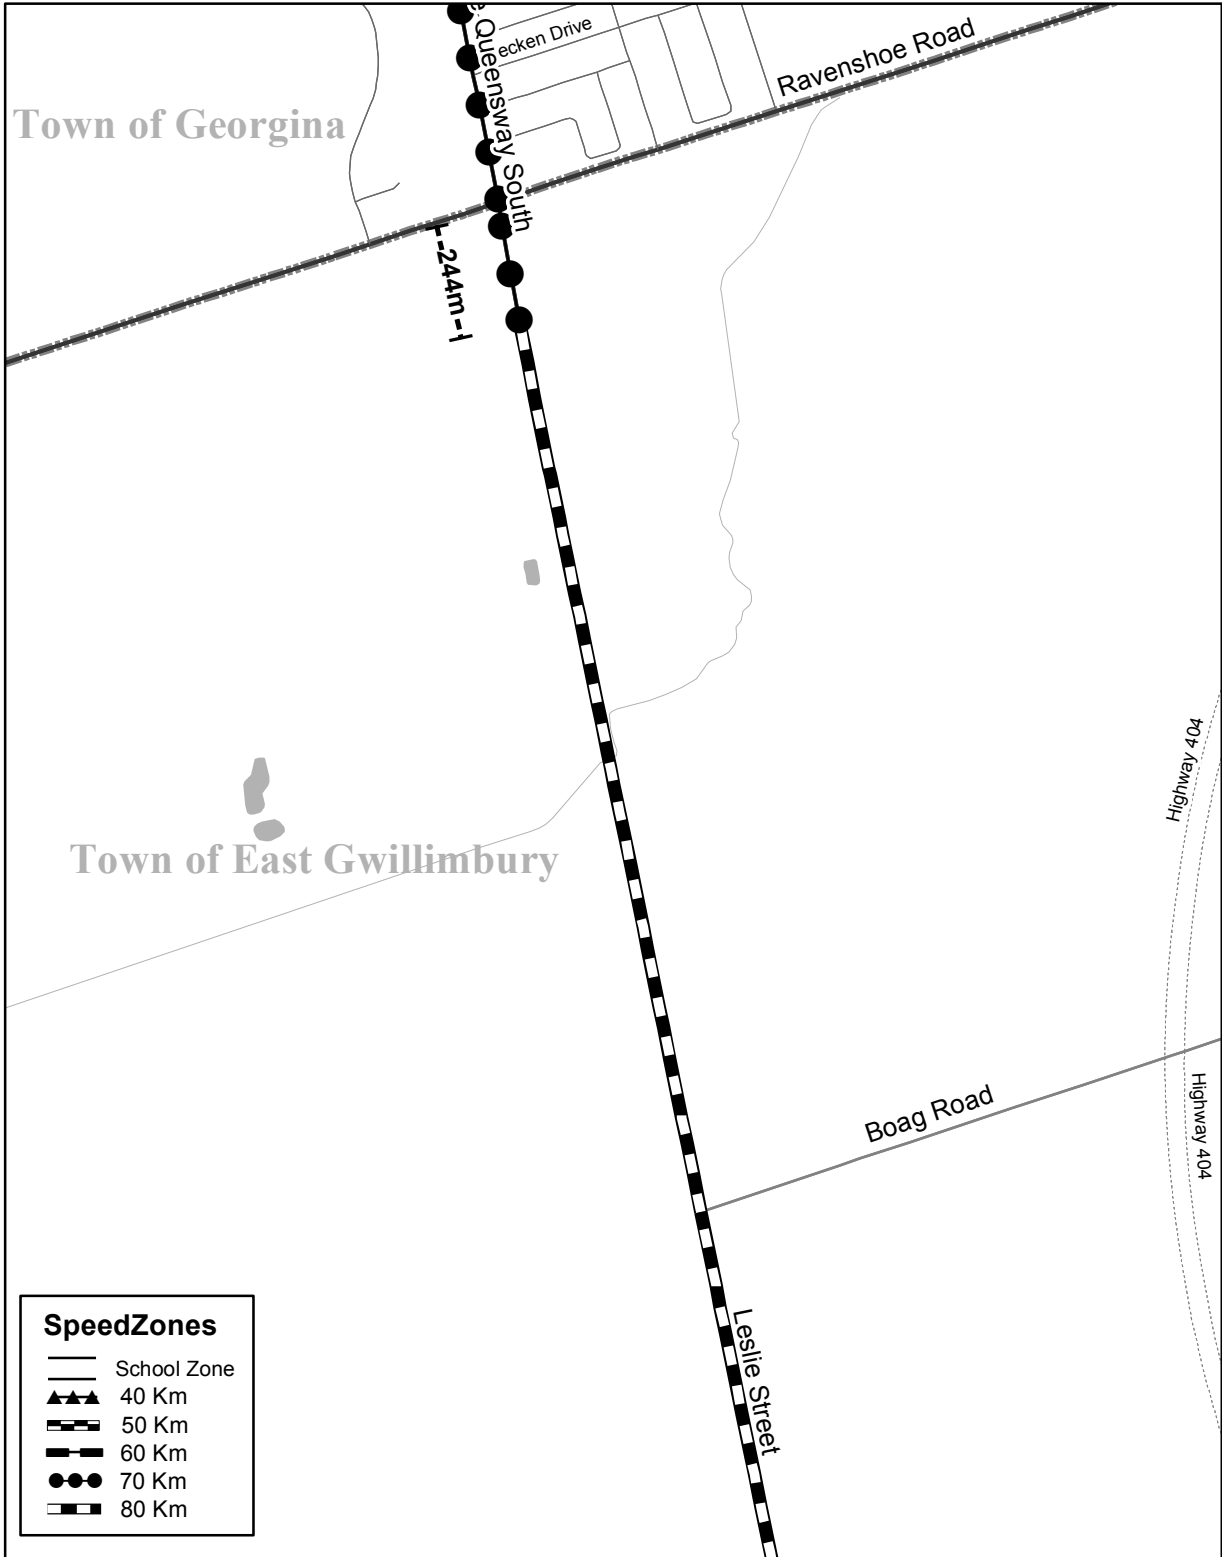 Queensway South
ecken Drive
Ravenshoe Road
Town of Georgina
244m
Highway 404
Town of East Gwillimbury
Boag Road
Highway 404
Leslie Street
SpeedZones
School Zone
40 Km
50 Km
60 Km
70 Km
80 Km